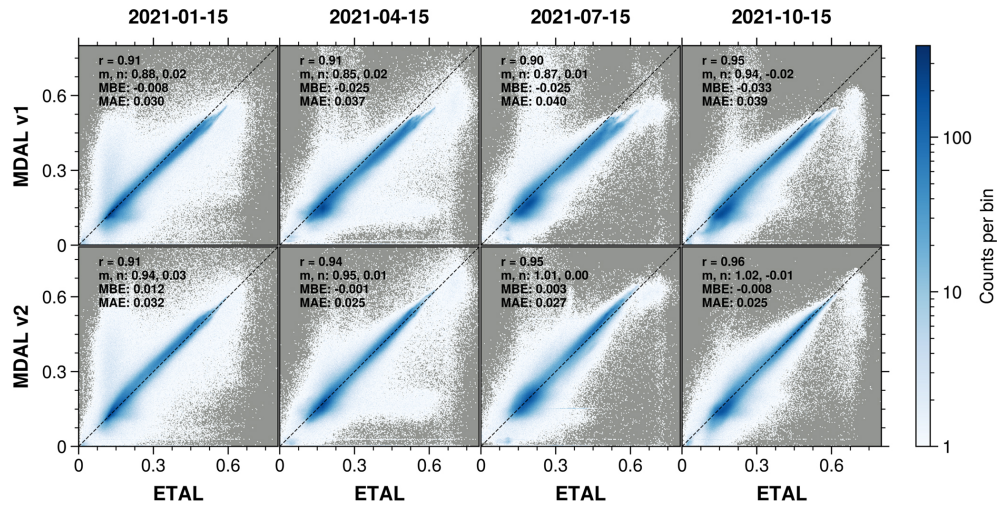 2021-01-15 2021-04-15 2021-07-15 2021-10-15
r = 0.91 r = 0.91 r = 0.90 r = 0.95
m, n: 0.88, 0.02 m, n: 0.85, 0.02 m, n: 0.87, 0.01 m, n: 0.94, -0.02
MBE: -0.008 MBE: -0.025 MBE: -0.025 MBE: -0.033
MAE: 0.030 MAE: 0.037 MAE: 0.040 MAE: 0.039
MDAL v1
0.6
0.3
0
r = 0.91 r = 0.94 r = 0.95 r = 0.96
m, n: 0.94, 0.03 m, n: 0.95, 0.01 m, n: 1.01, 0.00 m, n: 1.02, -0.01
MBE: 0.012 MBE: -0.001 MBE: 0.003 MBE: -0.008
MAE: 0.032 MAE: 0.025 MAE: 0.027 MAE: 0.025
MDAL v2
0.6
0.3
0
0 0.3 0.6 0 0.3 0.6 0 0.3 0.6 0 0.3 0.6
ETAL ETAL ETAL ETAL
100
10
1
Counts per bin